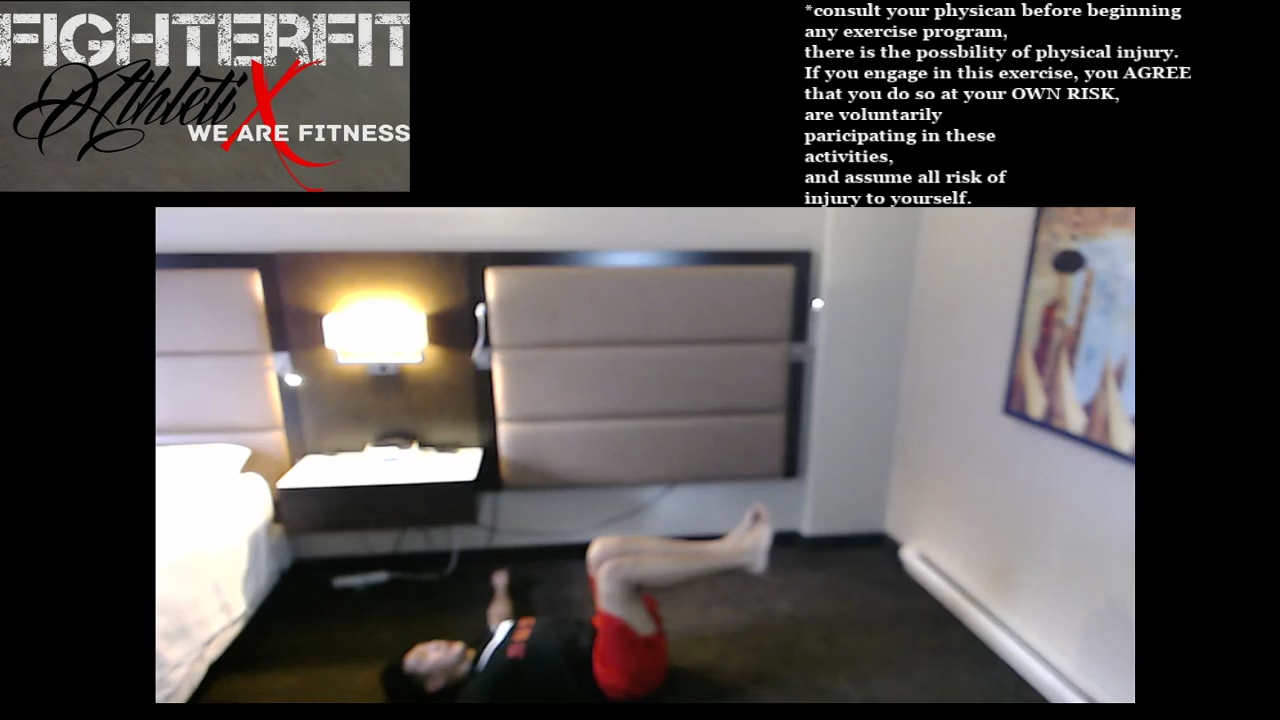 FIGHTERFIT
AthletiX
WE ARE FITNESS
*consult your physican before beginning
any exercise program,
there is the possbility of physical injury.
If you engage in this exercise, you AGREE
that you do so at your OWN RISK,
are voluntarily
paricipating in these
activities,
and assume all risk of
injury to yourself.